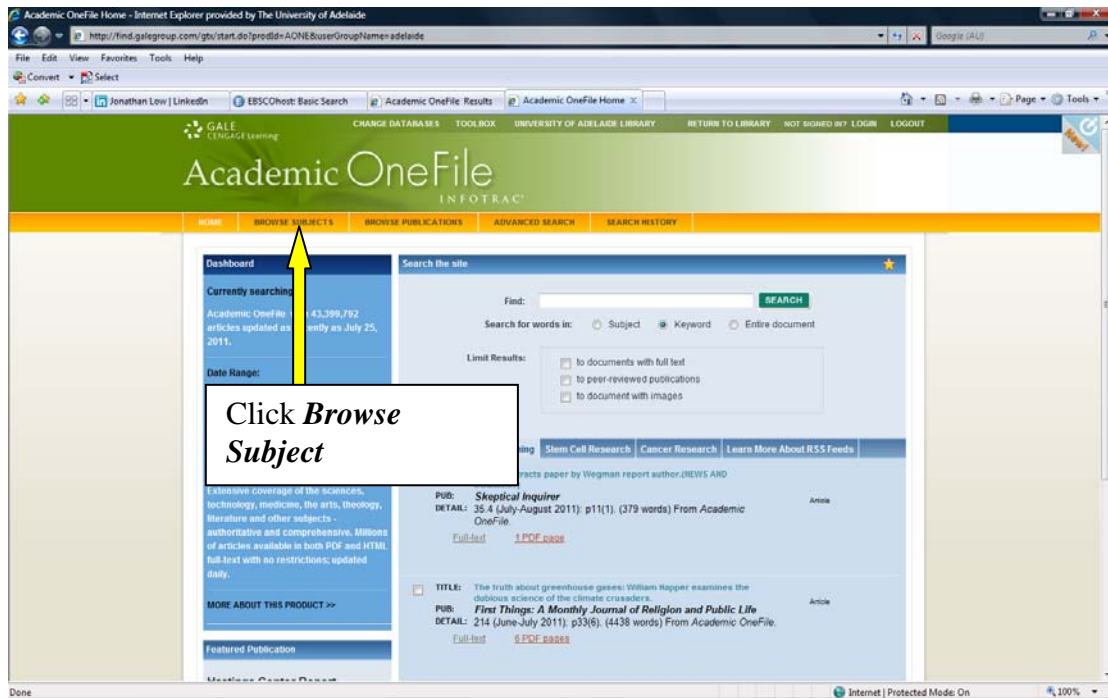 Academic OneFile Home - Internet Explorer provided by The University of Adelaide
http://find.galegroup.com/gtx/start.do?prodId=AONE&userGroupName=adelaide
Google (AU)
File Edit View Favorites Tools Help
Convert Select
Jonathan Low | LinkedIn EBSCOhost: Basic Search Academic OneFile Results Academic OneFile Home Page Tools
GALE
CENGAGE Learning
CHANGE DATABASES TOOLBOX UNIVERSITY OF ADELAIDE LIBRARY RETURN TO LIBRARY NOT SIGNED IN? LOGIN LOGOUT
New!
Academic OneFile
INFOTRAC
HOME BROWSE SUBJECTS BROWSE PUBLICATIONS ADVANCED SEARCH SEARCH HISTORY
Dashboard
Currently searching
Academic OneFile 43,399,792
articles updated as recently as July 25,
2011.
Date Range:
Click Browse
Subject
Extensive coverage of the sciences,
technology, medicine, the arts, theology,
literature and other subjects -
authoritative and comprehensive. Millions
of articles available in both PDF and HTML
full-text with no restrictions; updated
daily.
MORE ABOUT THIS PRODUCT >>
Featured Publication
Hastings Center Report
Search the site
Find: SEARCH
Search for words in: Subject Keyword Entire document
Limit Results: to documents with full text
to peer-reviewed publications
to document with images
Stem Cell Research Cancer Research Learn More About RSS Feeds
paper by Wegman report author.(NEWS AND
PUB: Skeptical Inquirer Article
DETAIL: 35.4 (July-August 2011): p11(1). (379 words) From Academic
OneFile.
Full-text 1 PDF page
TITLE: The truth about greenhouse gases: William Happer examines the
dubious science of the climate crusaders.
PUB: First Things: A Monthly Journal of Religion and Public Life Article
DETAIL: 214 (June-July 2011): p33(6). (4438 words) From Academic OneFile.
Full-text 6 PDF pages
Done Internet | Protected Mode: On 100%